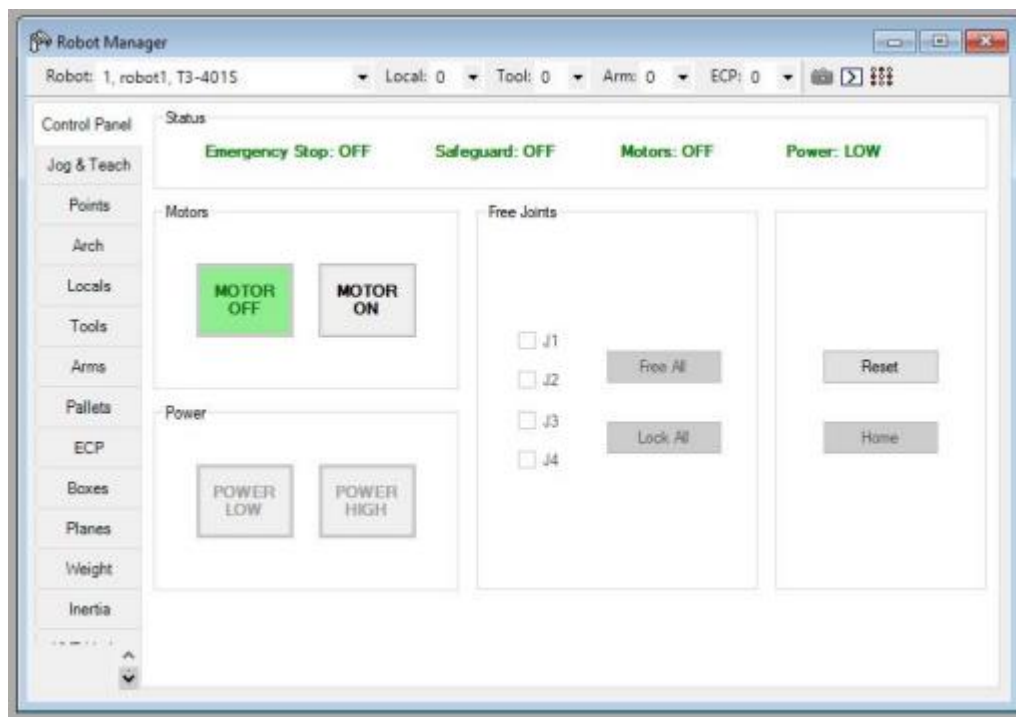 Robot Manager
Robot: 1, robot1, T3-401S Local: 0 Tool: 0 Arm: 0 ECP: 0
Control Panel
Jog & Teach
Points
Arch
Locals
Tools
Arms
Pallets
ECP
Boxes
Planes
Weight
Inertia
Status
Emergency Stop: OFF Safeguard: OFF Motors: OFF Power: LOW
Motors
MOTOR
OFF
MOTOR
ON
Power
POWER
LOW
POWER
HIGH
Free Joints
J1
J2
J3
J4
Free All
Lock All
Reset
Home